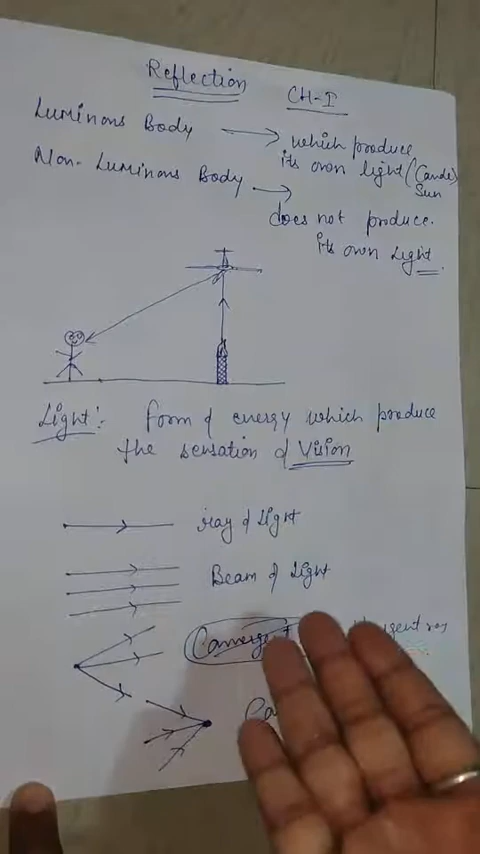 Reflection CH-I
Luminous Body → which produce
its own light (Candle)
Sun
Non-Luminous Body →
does not produce.
its own Light.
Light:- form of energy which produce
the sensation of Vision
ray of light
Beam of light
Convergent